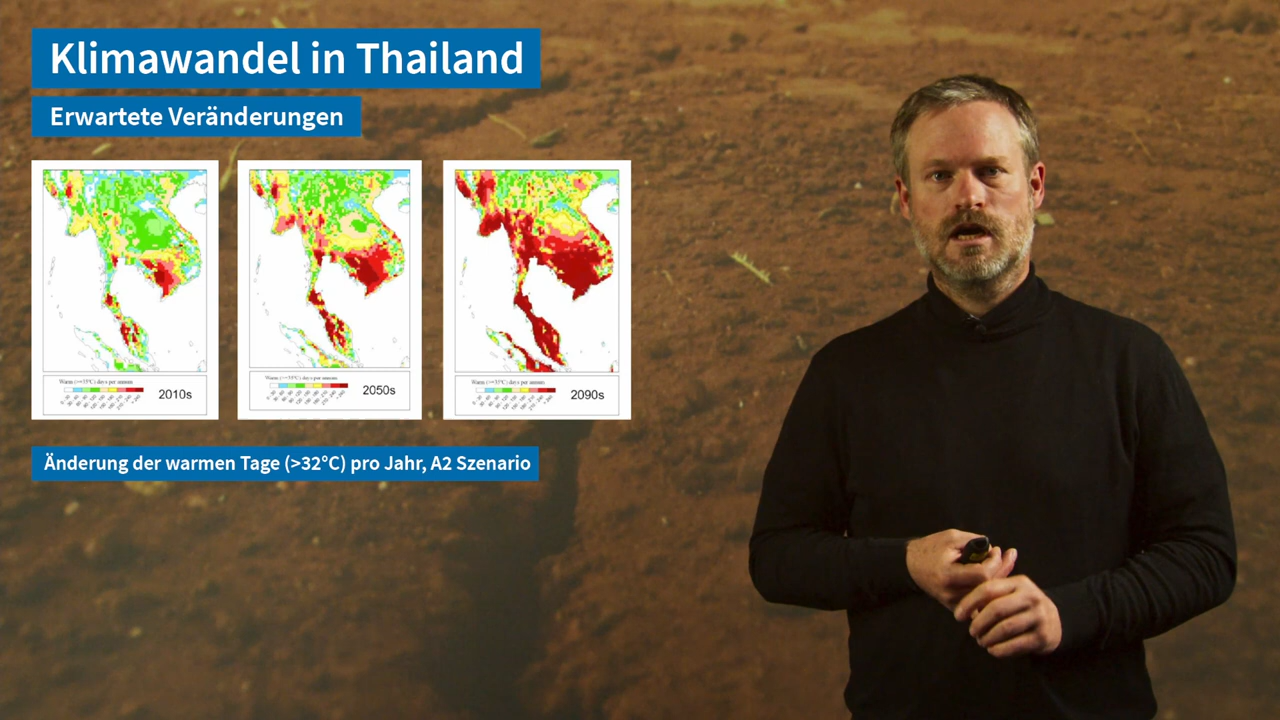 Klimawandel in Thailand
Erwartete Veränderungen
2010s
2050s
2090s
Änderung der warmen Tage (>32°C) pro Jahr, A2 Szenario